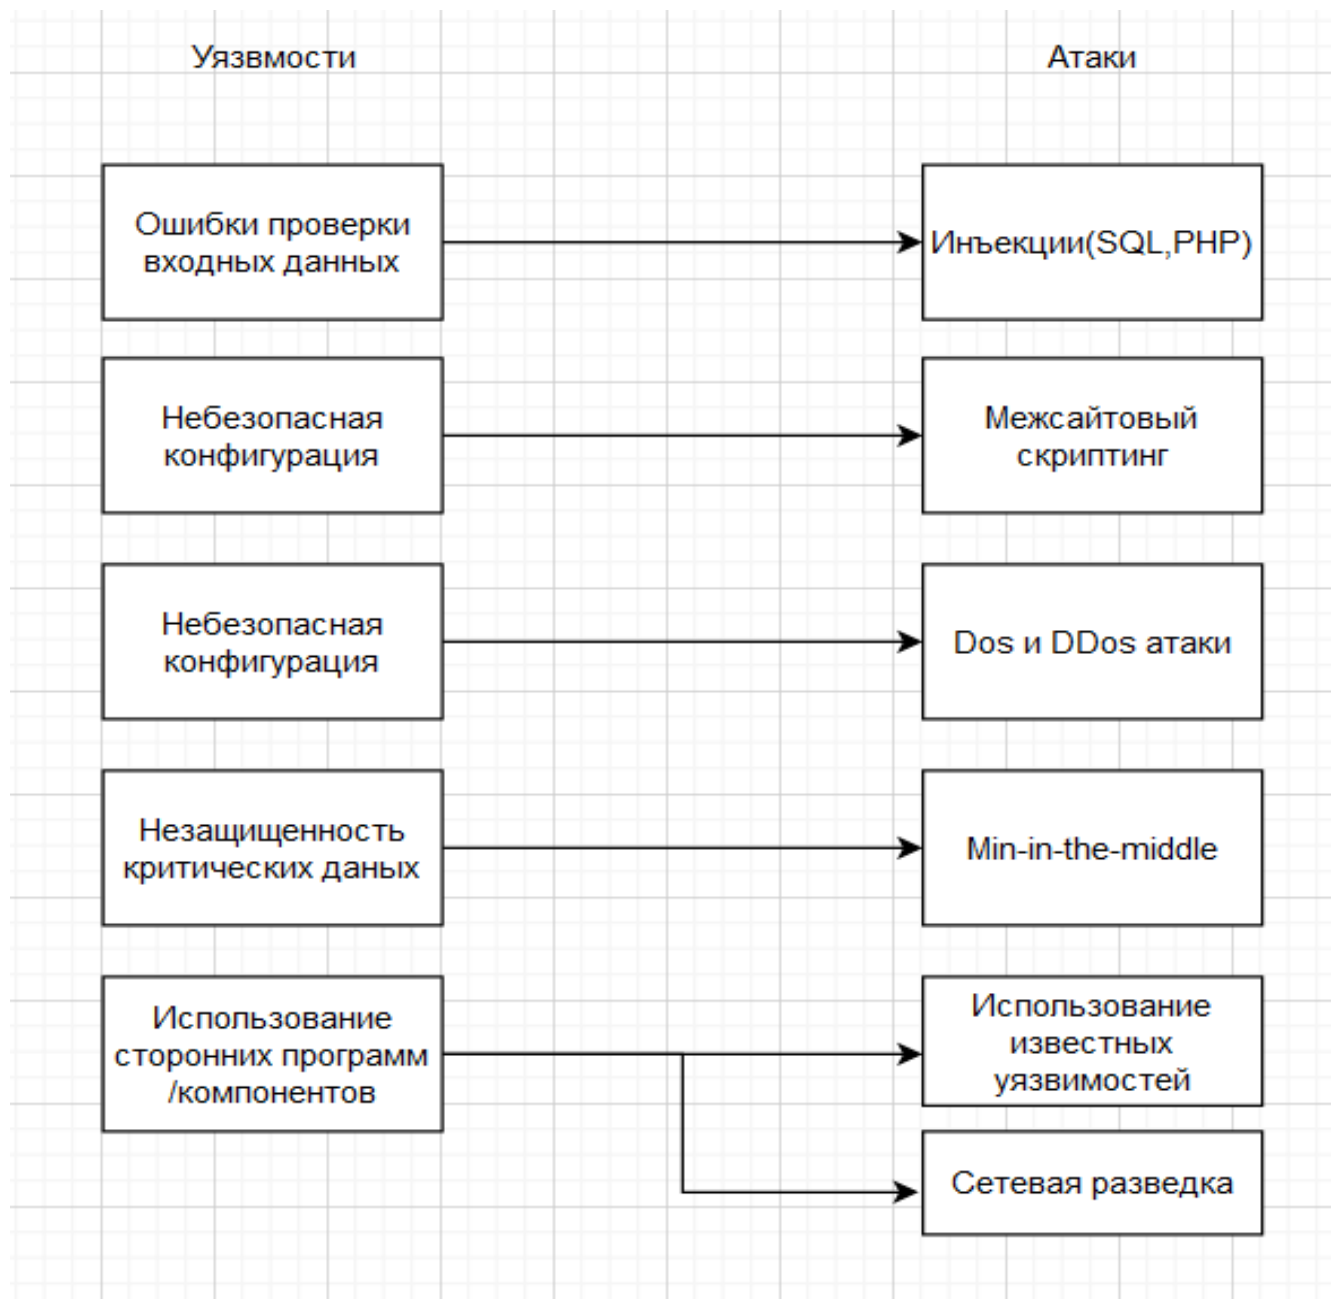 Уязвмости
Атаки
Ошибки проверки
входных данных
Инъекции(SQL,PHP)
Небезопасная
конфигурация
Межсайтовый
скриптинг
Небезопасная
конфигурация
Dos и DDos атаки
Незащищенность
критических даных
Min-in-the-middle
Использование
сторонних программ
/компонентов
Использование
известных
уязвимостей
Сетевая разведка